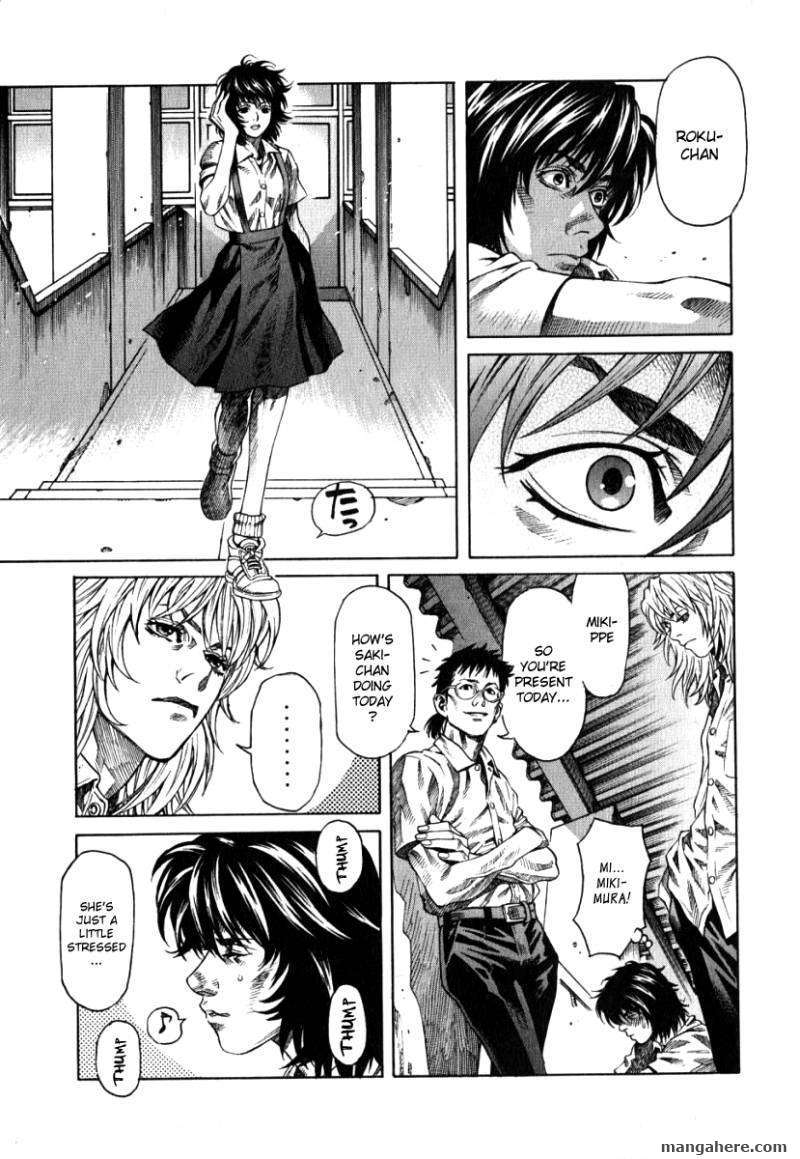 ROKU-
CHAN
たっ
MIKI-
PPE
SO
YOU'RE
PRESENT
TODAY...
MI...
MIKI-
MURA!
HOW'S
SAKI-
CHAN
DOING
TODAY
?
......
THUMP
SHE'S
JUST A
LITTLE
STRESSED
...
THUMP
♪
THUMP
mangahere.com